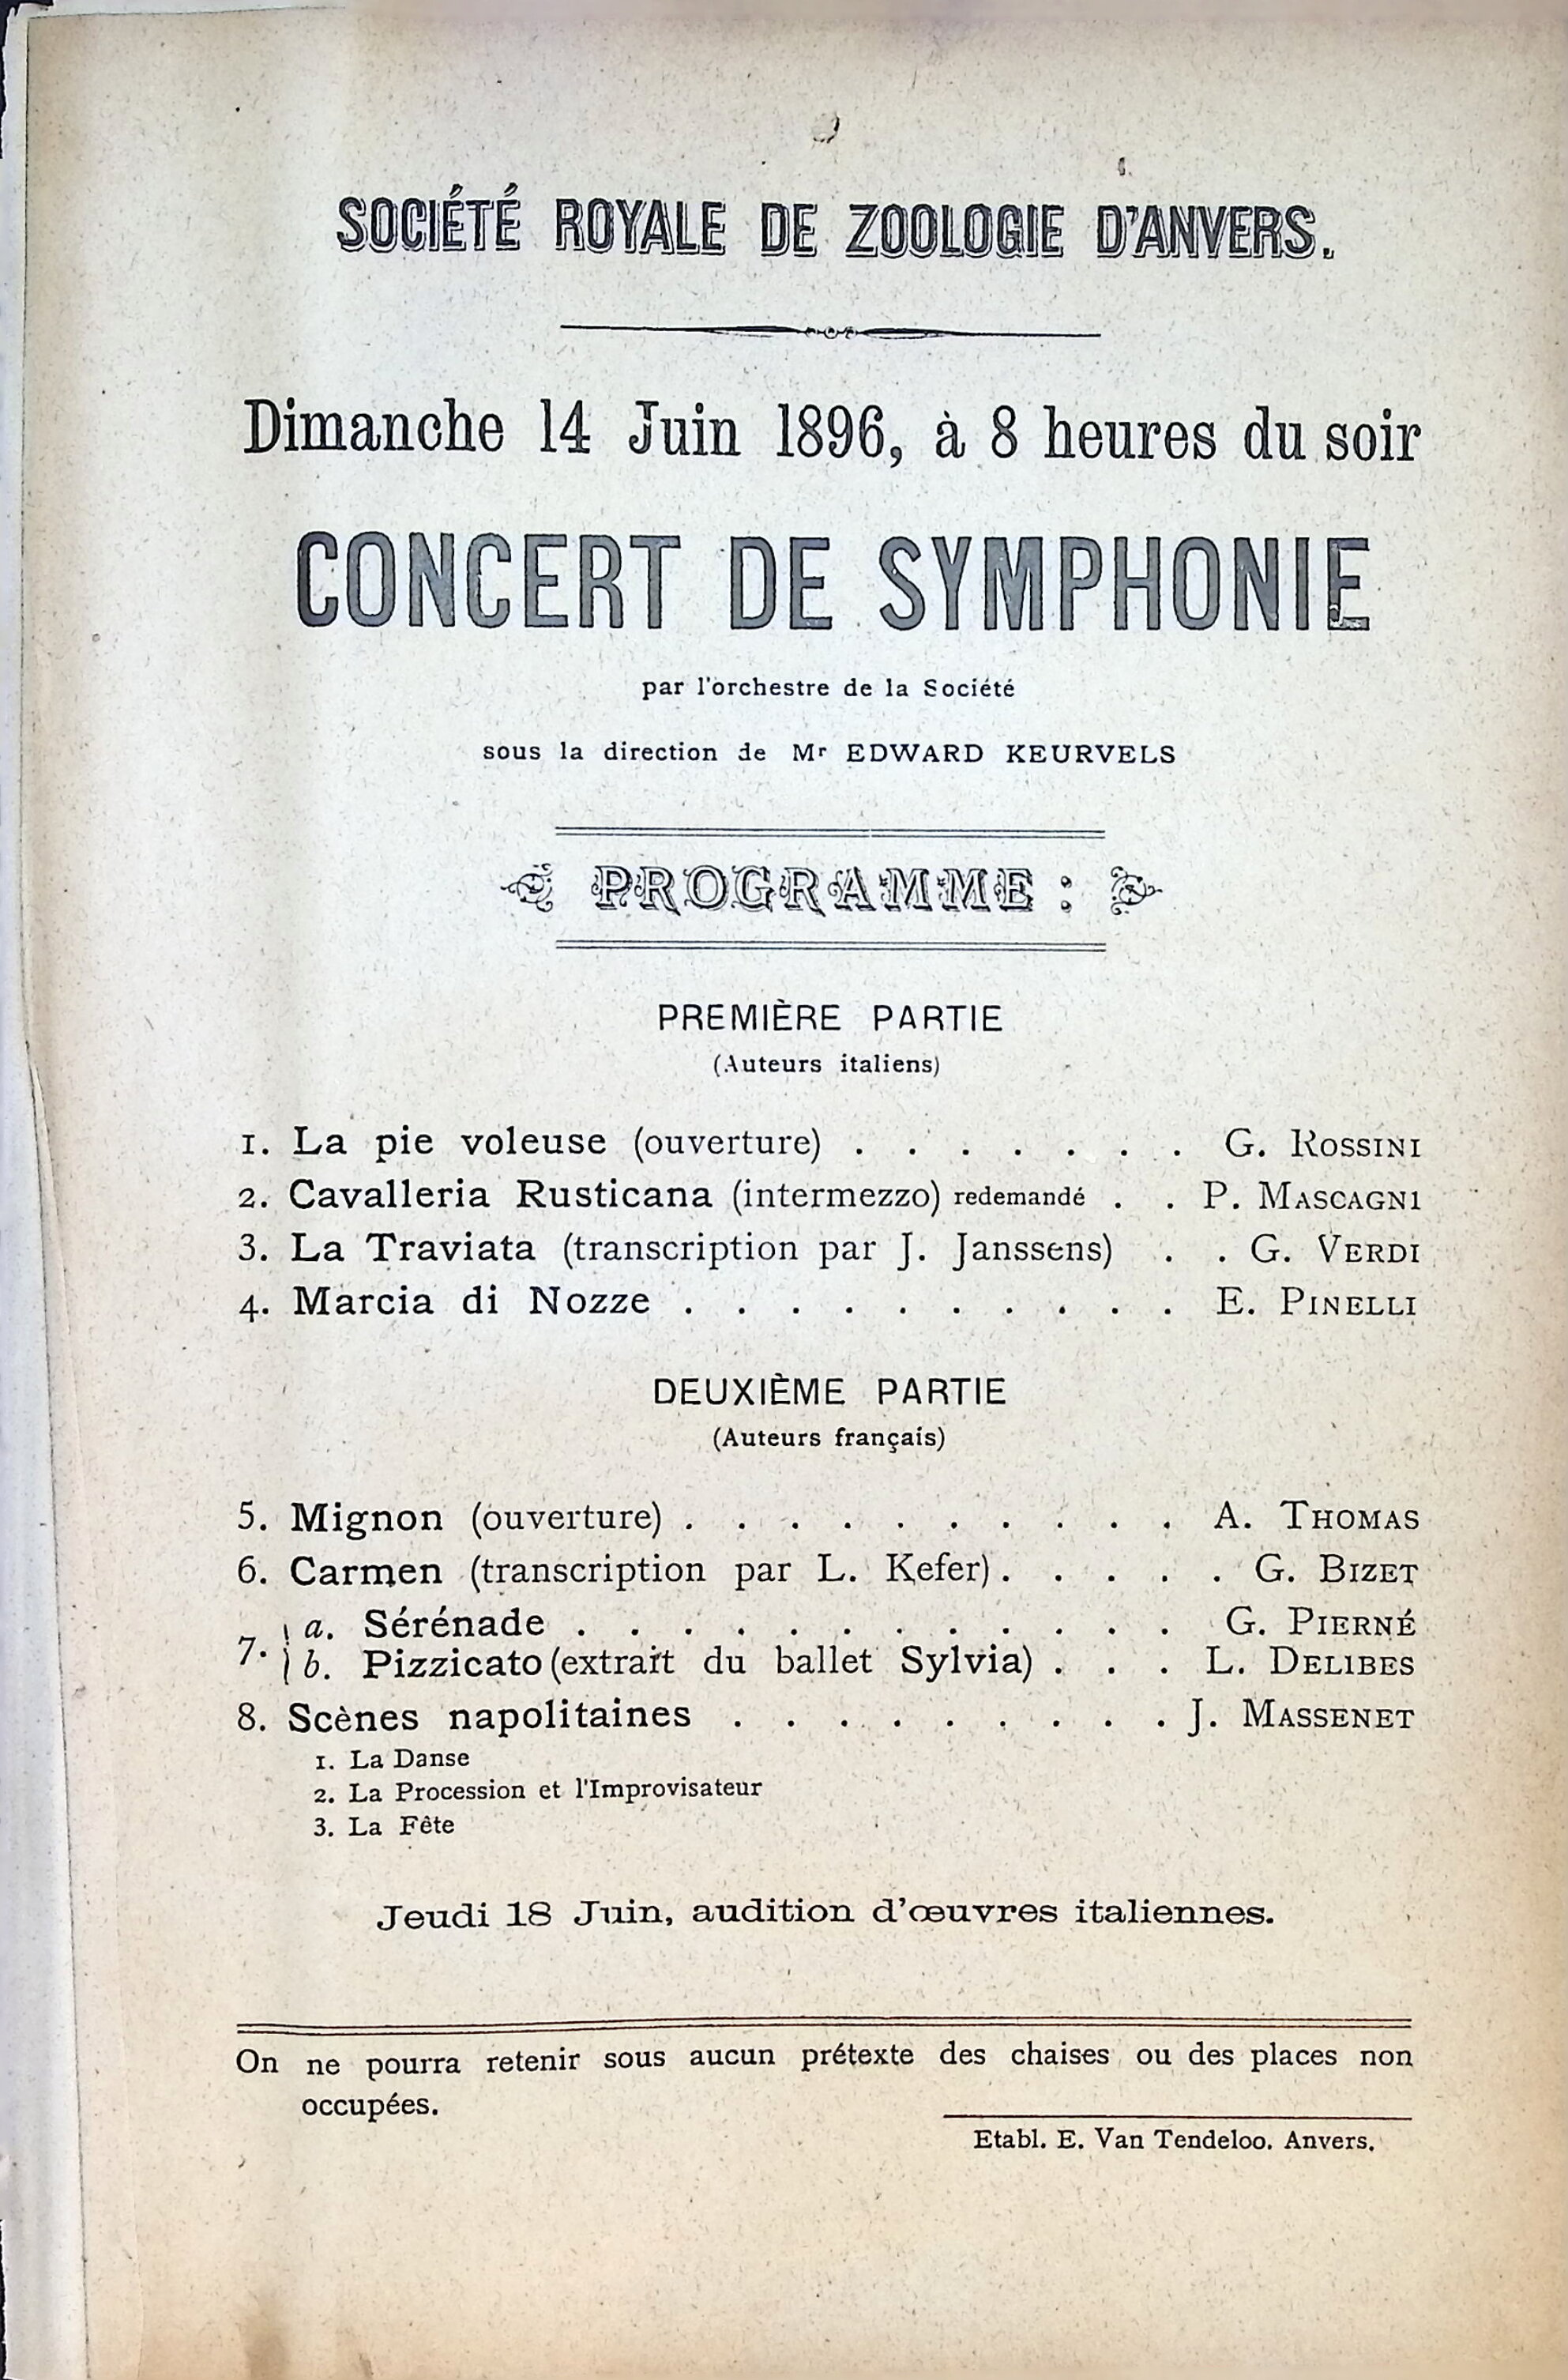 SOCIÉTÉ ROYALE DE ZOOLOGIE D'ANVERS.
Dimanche 14 Juin 1896, à 8 heures du soir
CONCERT DE SYMPHONIE
par l'orchestre de la Société
sous la direction de Mr EDWARD KEURVELS
PROGRAMME :
PREMIÈRE PARTIE
(Auteurs italiens)
1. La pie voleuse (ouverture) . . . . . . . G. ROSSINI
2. Cavalleria Rusticana (intermezzo) redemandé . . P. MASCAGNI
3. La Traviata (transcription par J. Janssens) . . G. VERDI
4. Marcia di Nozze . . . . . . . . . . E. PINELLI
DEUXIÈME PARTIE
(Auteurs français)
5. Mignon (ouverture) . . . . . . . . . . A. THOMAS
6. Carmen (transcription par L. Kefer) . . . . . G. BIZET
7. a. Sérénade . . . . . . . . . . . . G. PIERNÉ
b. Pizzicato (extrait du ballet Sylvia) . . . L. DELIBES
8. Scènes napolitaines . . . . . . . . . J. MASSENET
1. La Danse
2. La Procession et l'Improvisateur
3. La Fête
Jeudi 18 Juin, audition d'œuvres italiennes.
On ne pourra retenir sous aucun prétexte des chaises ou des places non
occupées.
Etabl. E. Van Tendeloo. Anvers.